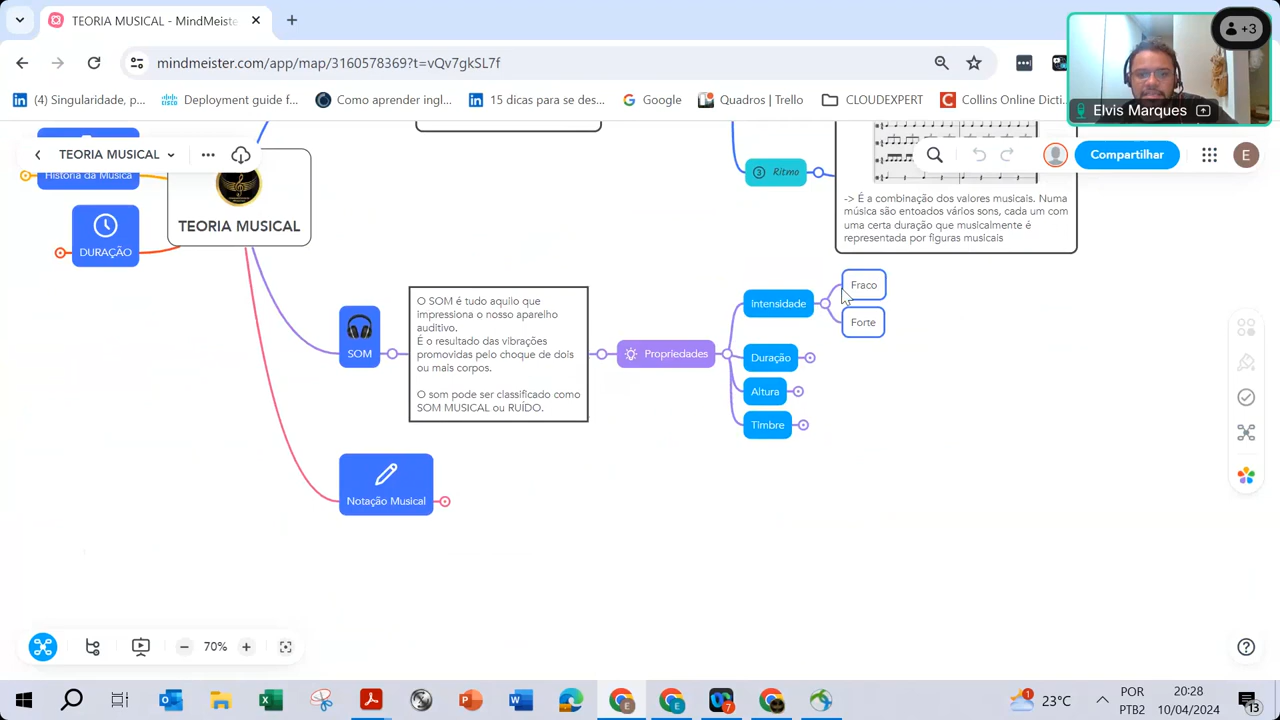 TEORIA MUSICAL - MindMeiste
+3
mindmeister.com/app/map/3160578369?t=vQv7gkSL7f
(4) Singularidade, p...
Deployment guide f...
Como aprender ingl...
15 dicas para se des...
Google
Quadros | Trello
CLOUDEXPERT
Collins Online Dicti...
Elvis Marques
TEORIA MUSICAL
Compartilhar
E
História da Música
③ Ritmo
TEORIA MUSICAL
-> É a combinação dos valores musicais. Numa
música são entoados vários sons, cada um com
uma certa duração que musicalmente é
representada por figuras musicais
DURAÇÃO
SOM
O SOM é tudo aquilo que
impressiona o nosso aparelho
auditivo.
É o resultado das vibrações
promovidas pelo choque de dois
ou mais corpos.
O som pode ser classificado como
SOM MUSICAL ou RUÍDO.
Propriedades
Intensidade
Fraco
Forte
Duração
Altura
Timbre
Notação Musical
70%
23°C
POR
PTB2
20:28
10/04/2024
13